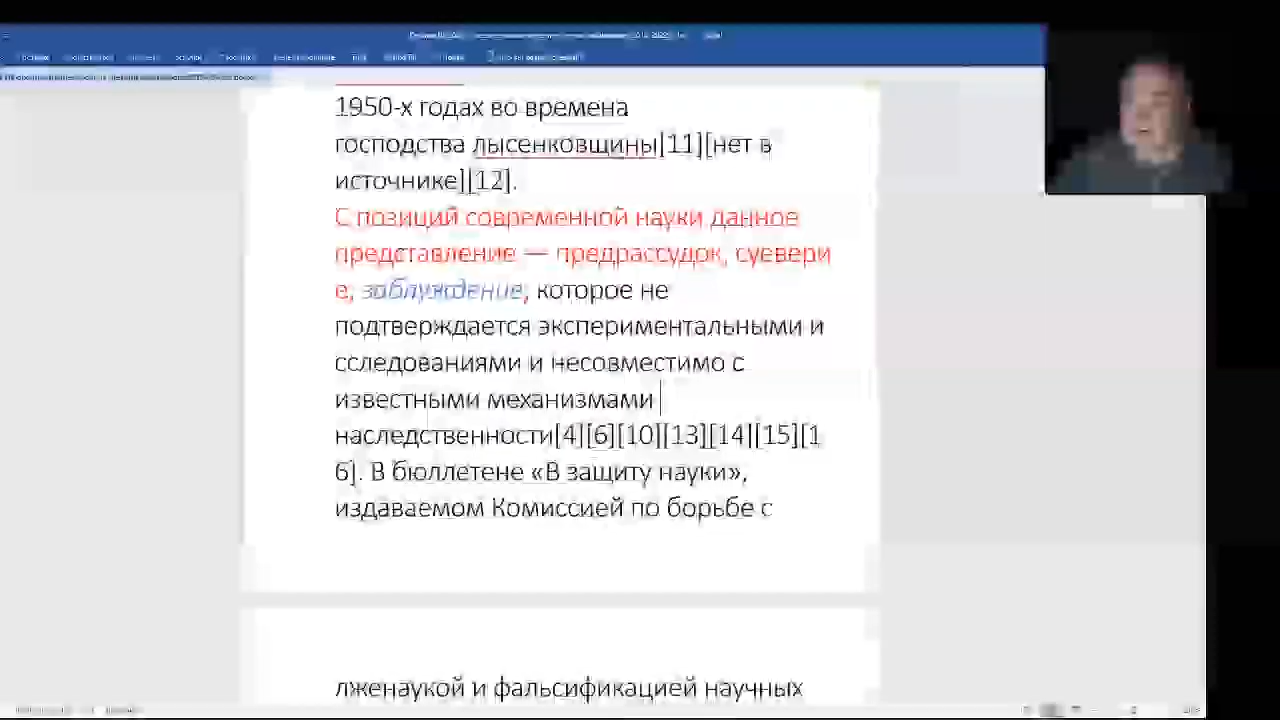 1950-х годах во времена
господства лысенковщины[11][нет в
источнике][12].
С позиций современной науки данное
представление — предрассудок, суевери
е, заблуждение, которое не
подтверждается экспериментальными и
сследованиями и несовместимо с
известными механизмами
наследственности[4][6][10][13][14][15][1
6]. В бюллетене «В защиту науки»,
издаваемом Комиссией по борьбе с
лженаукой и фальсификацией научных